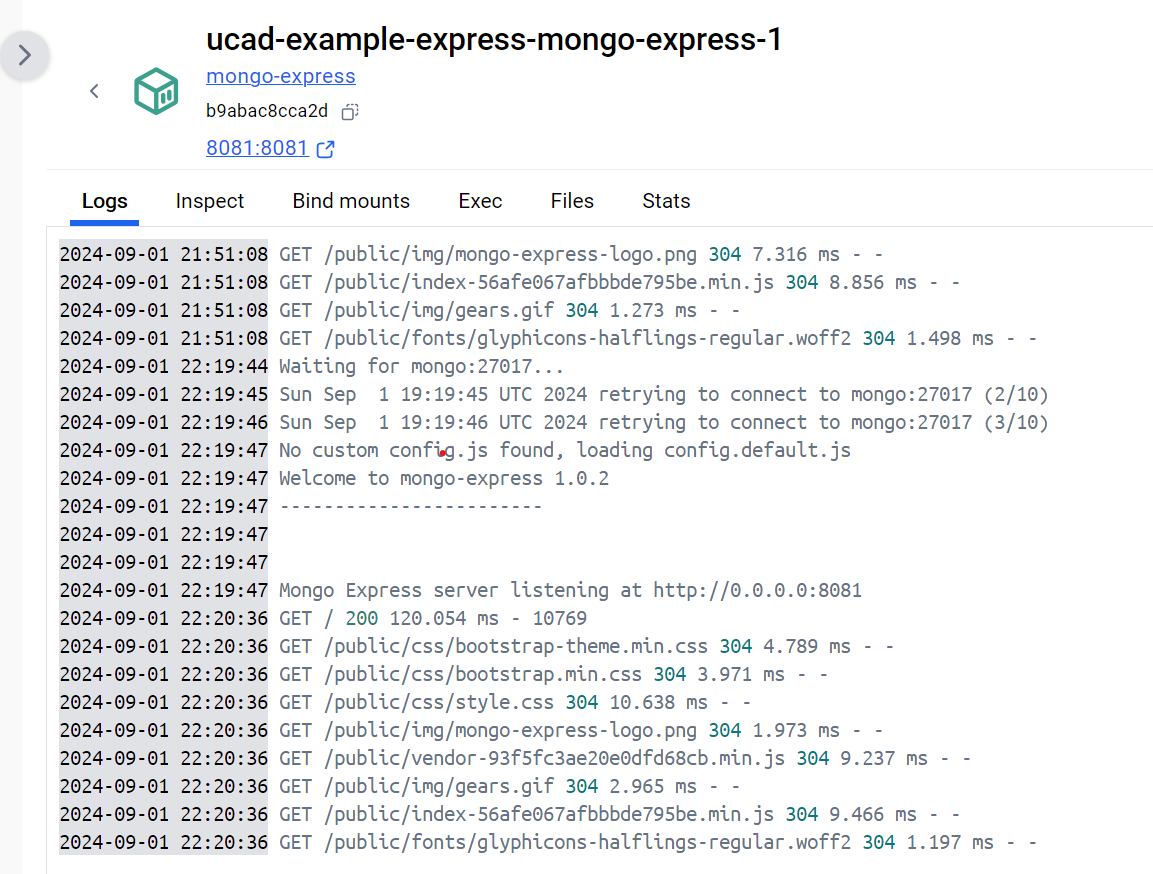 ucad-example-express-mongo-express-1
mongo-express
b9abac8cca2d
8081:8081
Logs Inspect Bind mounts Exec Files Stats
2024-09-01 21:51:08 GET /public/img/mongo-express-logo.png 304 7.316 ms - -
2024-09-01 21:51:08 GET /public/index-56afe067afbbbde795be.min.js 304 8.856 ms - -
2024-09-01 21:51:08 GET /public/img/gears.gif 304 1.273 ms - -
2024-09-01 21:51:08 GET /public/fonts/glyphicons-halflings-regular.woff2 304 1.498 ms - -
2024-09-01 22:19:44 Waiting for mongo:27017...
2024-09-01 22:19:45 Sun Sep  1 19:19:45 UTC 2024 retrying to connect to mongo:27017 (2/10)
2024-09-01 22:19:46 Sun Sep  1 19:19:46 UTC 2024 retrying to connect to mongo:27017 (3/10)
2024-09-01 22:19:47 No custom config.js found, loading config.default.js
2024-09-01 22:19:47 Welcome to mongo-express 1.0.2
2024-09-01 22:19:47 ------------------------
2024-09-01 22:19:47
2024-09-01 22:19:47
2024-09-01 22:19:47 Mongo Express server listening at http://0.0.0.0:8081
2024-09-01 22:20:36 GET / 200 120.054 ms - 10769
2024-09-01 22:20:36 GET /public/css/bootstrap-theme.min.css 304 4.789 ms - -
2024-09-01 22:20:36 GET /public/css/bootstrap.min.css 304 3.971 ms - -
2024-09-01 22:20:36 GET /public/css/style.css 304 10.638 ms - -
2024-09-01 22:20:36 GET /public/img/mongo-express-logo.png 304 1.973 ms - -
2024-09-01 22:20:36 GET /public/vendor-93f5fc3ae20e0dfd68cb.min.js 304 9.237 ms - -
2024-09-01 22:20:36 GET /public/img/gears.gif 304 2.965 ms - -
2024-09-01 22:20:36 GET /public/index-56afe067afbbbde795be.min.js 304 9.466 ms - -
2024-09-01 22:20:36 GET /public/fonts/glyphicons-halflings-regular.woff2 304 1.197 ms - -